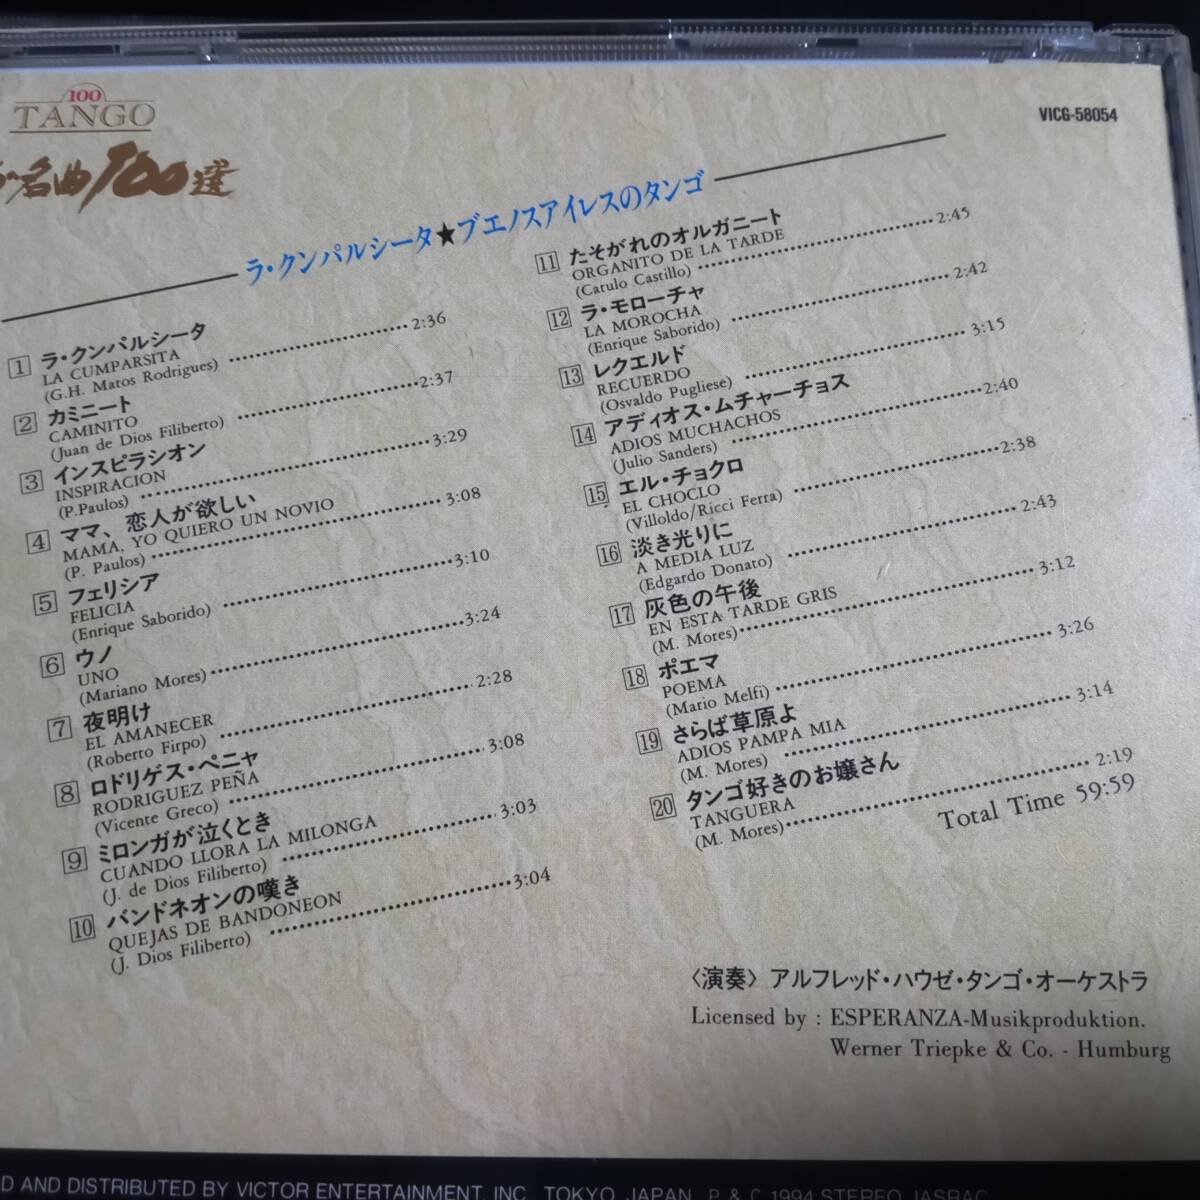 100
TANGO
名曲100選
VICG-58054
ラ・クンパルシータ★ブエノスアイレスのタンゴ
1 ラ・クンパルシータ
LA CUMPARSITA
(G.H. Matos Rodrigues) 2:36
2 カミニート
CAMINITO
(Juan de Dios Filiberto) 2:37
3 インスピラシオン
INSPIRACION
(P.Paulos) 3:29
4 ママ、恋人が欲しい
MAMA, YO QUIERO UN NOVIO
(P. Paulos) 3:08
5 フェリシア
FELICIA
(Enrique Saborido) 3:10
6 ウノ
UNO
(Mariano Mores) 3:24
7 夜明け
EL AMANECER
(Roberto Firpo) 2:28
8 ロドリゲス・ペニャ
RODRIGUEZ PEÑA
(Vicente Greco) 3:08
9 ミロンガが泣くとき
CUANDO LLORA LA MILONGA
(J. de Dios Filiberto) 3:03
10 バンドネオンの嘆き
QUEJAS DE BANDONEON
(J. Dios Filiberto) 3:04
11 たそがれのオルガニート
ORGANITO DE LA TARDE
(Catulo Castillo) 2:45
12 ラ・モローチャ
LA MOROCHA
(Enrique Saborido) 2:42
13 レクエルド
RECUERDO
(Osvaldo Pugliese) 3:15
14 アディオス・ムチャーチョス
ADIOS MUCHACHOS
(Julio Sanders) 2:40
15 エル・チョクロ
EL CHOCLO
(Villoldo/Ricci Ferra) 2:38
16 淡き光りに
A MEDIA LUZ
(Edgardo Donato) 2:43
17 灰色の午後
EN ESTA TARDE GRIS
(M. Mores) 3:12
18 ポエマ
POEMA
(Mario Melfi) 3:26
19 さらば草原よ
ADIOS PAMPA MIA
(M. Mores) 3:14
20 タンゴ好きのお嬢さん
TANGUERA
(M. Mores) 2:19
Total Time 59:59
〈演奏〉アルフレッド・ハウゼ・タンゴ・オーケストラ
Licensed by : ESPERANZA-Musikproduktion.
Werner Triepke & Co. - Humburg
D AND DISTRIBUTED BY VICTOR ENTERTAINMENT, INC., TOKYO, JAPAN. P & C 1994 STEREO JASRAC